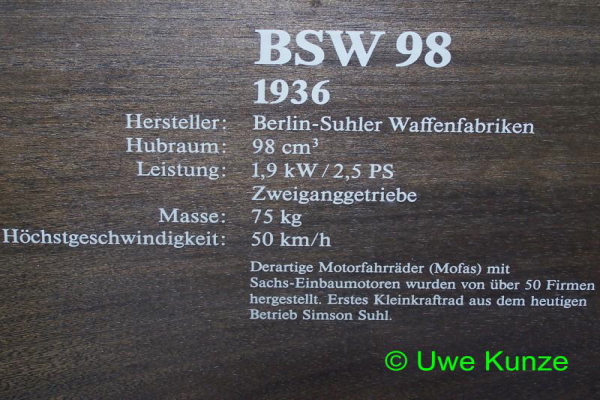 BSW 98
1936
Hersteller: Berlin-Suhler Waffenfabriken
Hubraum: 98 cm³
Leistung: 1,9 kW / 2,5 PS
Zweiganggetriebe
Masse: 75 kg
Höchstgeschwindigkeit: 50 km/h
Derartige Motorfahrräder (Mofas) mit
Sachs-Einbaumotoren wurden von über 50 Firmen
hergestellt. Erstes Kleinkraftrad aus dem heutigen
Betrieb Simson Suhl.
© Uwe Kunze